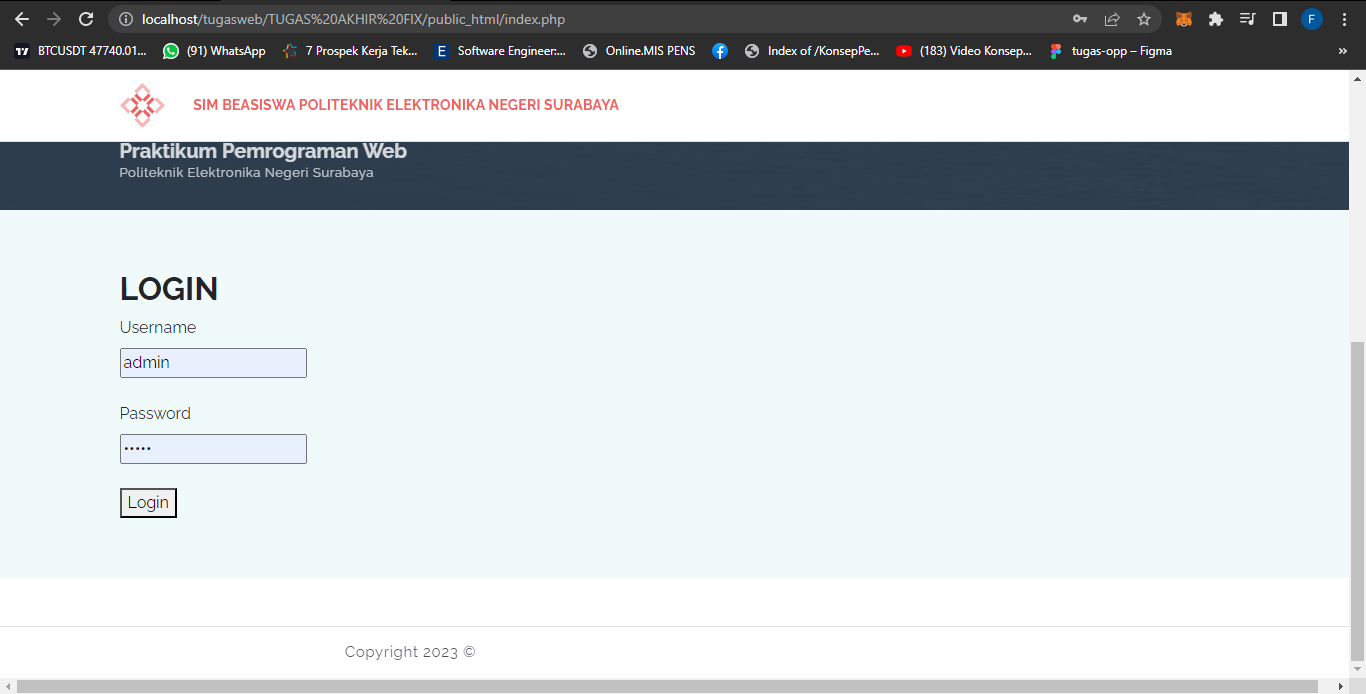 localhost/tugasweb/TUGAS%20AKHIR%20FIX/public_html/index.php
F
BTCUSDT 47740.01... (91) WhatsApp 7 Prospek Kerja Tek... E Software Engineer:... Online.MIS PENS Index of /KonsepPe... (183) Video Konsep... tugas-opp – Figma »
SIM BEASISWA POLITEKNIK ELEKTRONIKA NEGERI SURABAYA
Praktikum Pemrograman Web
Politeknik Elektronika Negeri Surabaya
LOGIN
Username
admin
Password
•••••
Login
Copyright 2023 ©